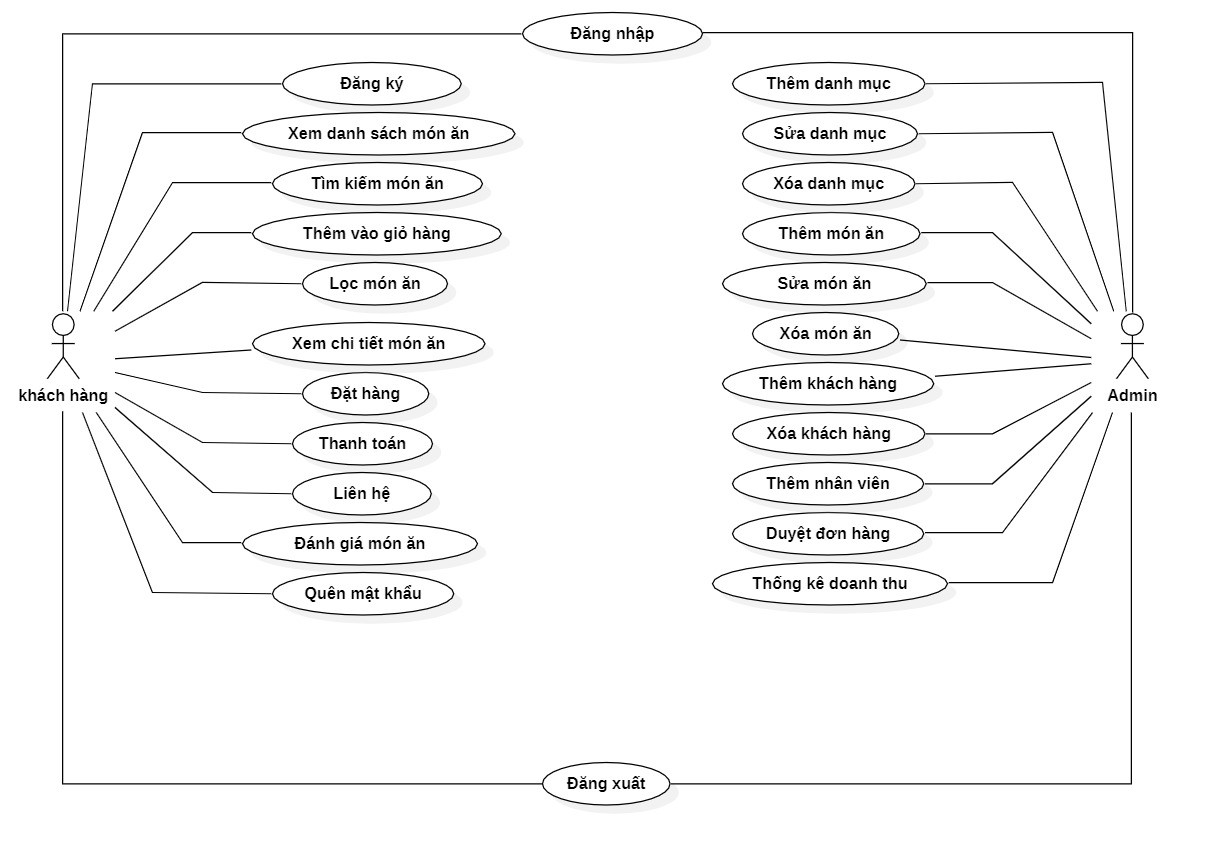 Đăng nhập
Đăng ký
Xem danh sách món ăn
Tìm kiếm món ăn
Thêm vào giỏ hàng
Lọc món ăn
Xem chi tiết món ăn
Đặt hàng
Thanh toán
Liên hệ
Đánh giá món ăn
Quên mật khẩu
khách hàng
Thêm danh mục
Sửa danh mục
Xóa danh mục
Thêm món ăn
Sửa món ăn
Xóa món ăn
Thêm khách hàng
Xóa khách hàng
Thêm nhân viên
Duyệt đơn hàng
Thống kê doanh thu
Admin
Đăng xuất